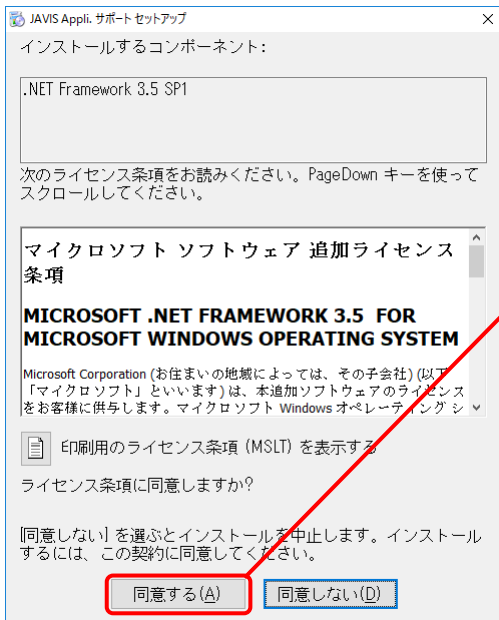 JAVIS Appli. サポート セットアップ
インストールするコンポーネント:
.NET Framework 3.5 SP1
次のライセンス条項をお読みください。PageDown キーを使って
スクロールしてください。
マイクロソフト ソフトウェア 追加ライセンス
条項
MICROSOFT .NET FRAMEWORK 3.5 FOR
MICROSOFT WINDOWS OPERATING SYSTEM
Microsoft Corporation (お住まいの地域によっては、その子会社) (以下
「マイクロソフト」といいます) は、本追加ソフトウェアのライセンス
をお客様に供与します。マイクロソフト Windows オペレーティング シ
印刷用のライセンス条項 (MSLT) を表示する
ライセンス条項に同意しますか?
[同意しない] を選ぶとインストールを中止します。インストール
するには、この契約に同意してください。
同意する(A) 同意しない(D)